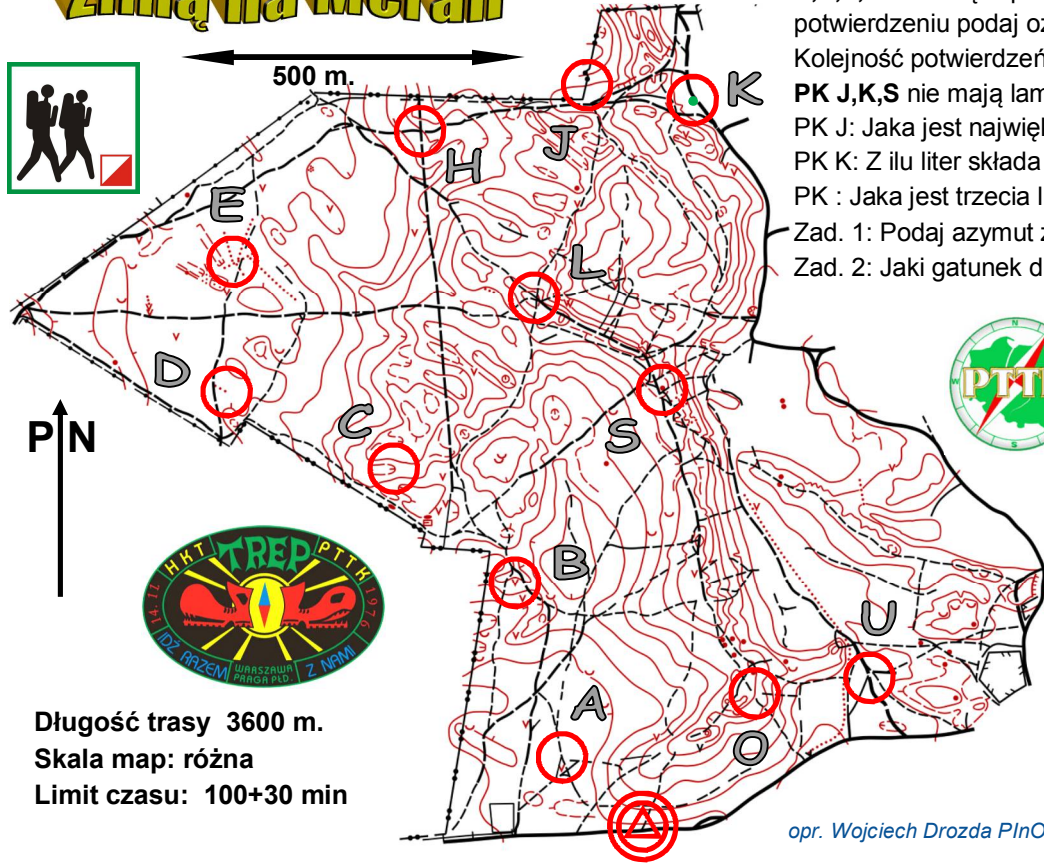 zimą na Meran
500 m.
potwierdzeniu podaj oz
Kolejność potwierdzeń
PK J,K,S nie mają lam
PK J: Jaka jest najwięk
PK K: Z ilu liter składa
PK : Jaka jest trzecia l
Zad. 1: Podaj azymut z
Zad. 2: Jaki gatunek d
K
J
H
E
L
D
C
S
PTT
N
W
S
P N
B
U
A
O
HKT TREP PTTK
14.12 1976
IDŹ RAZEM WARSZAWA PRAGA PŁD. Z NAMI
Długość trasy 3600 m.
Skala map: różna
Limit czasu: 100+30 min
opr. Wojciech Drozda PInO